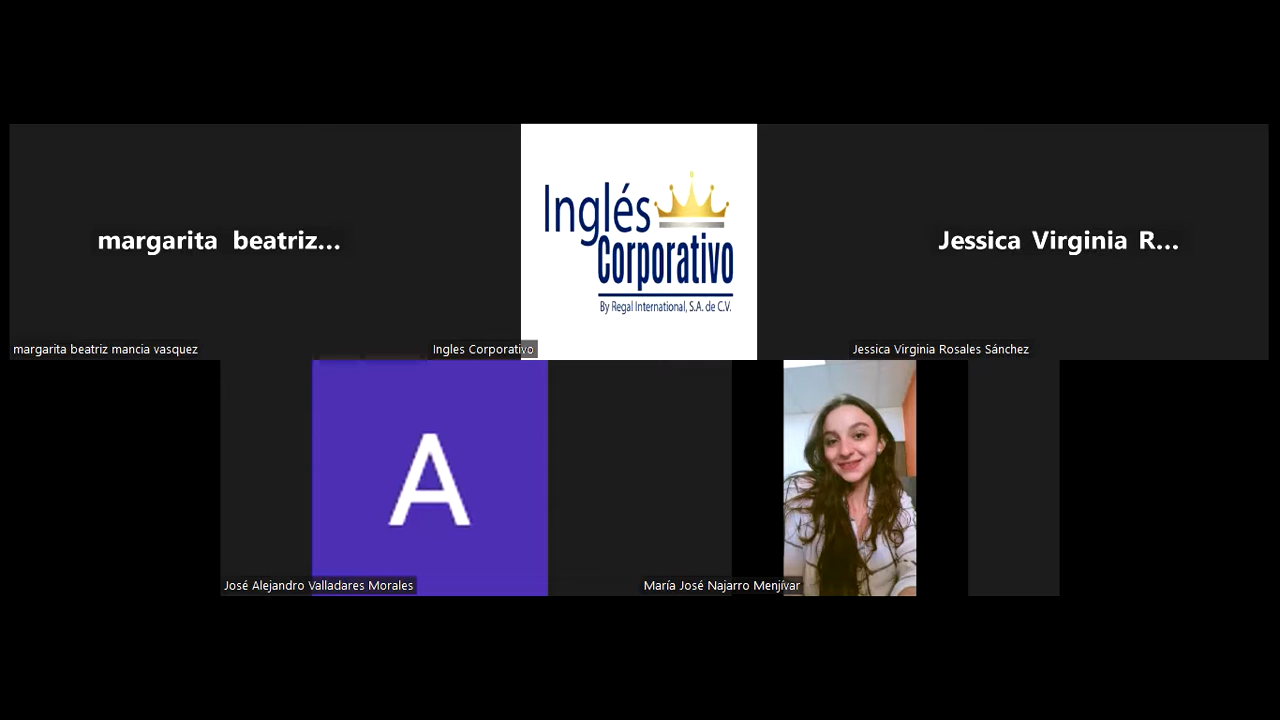 margarita beatriz...
Inglés
Corporativo
By Regal International, S.A. de C.V.
Jessica Virginia R...
margarita beatriz mancia vasquez
Ingles Corporativo
Jessica Virginia Rosales Sánchez
A
José Alejandro Valladares Morales
María José Najarro Menjívar